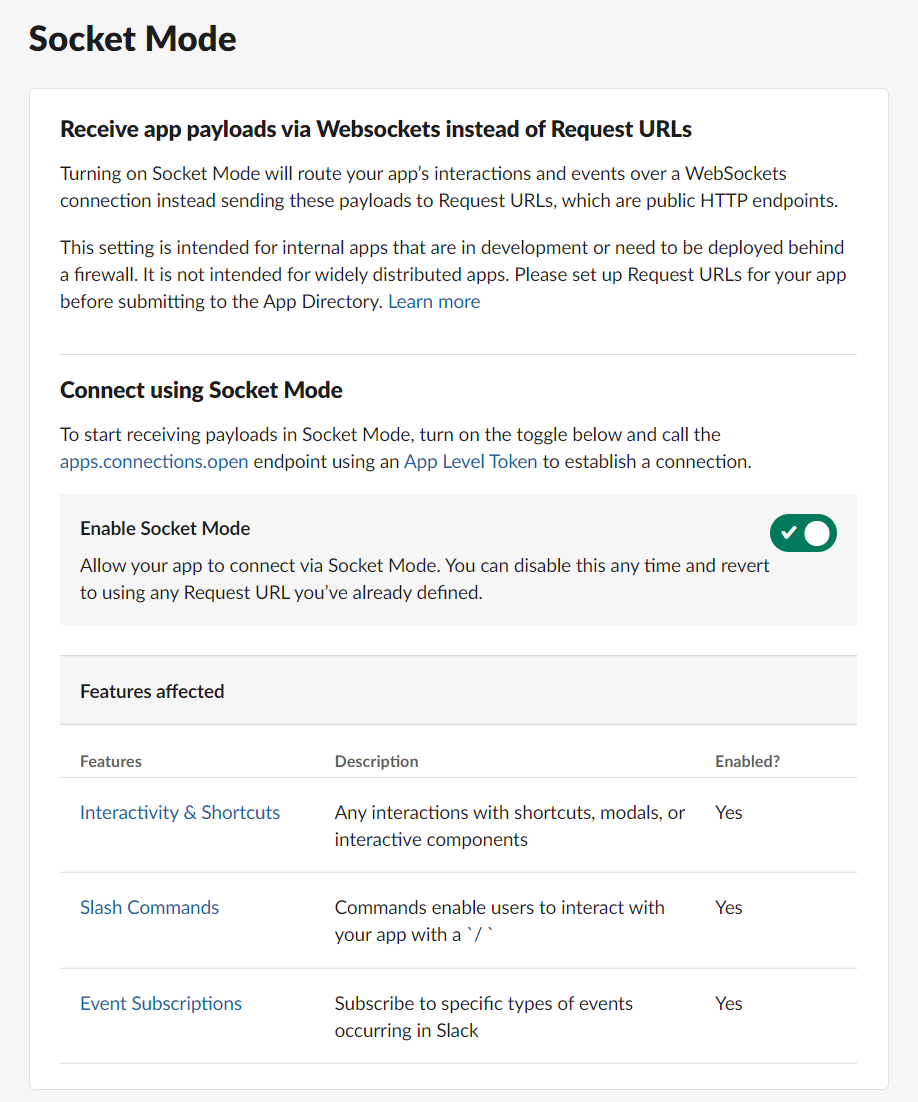 Socket Mode
Receive app payloads via Websockets instead of Request URLs
Turning on Socket Mode will route your app’s interactions and events over a WebSockets
connection instead sending these payloads to Request URLs, which are public HTTP endpoints.
This setting is intended for internal apps that are in development or need to be deployed behind
a firewall. It is not intended for widely distributed apps. Please set up Request URLs for your app
before submitting to the App Directory. Learn more
Connect using Socket Mode
To start receiving payloads in Socket Mode, turn on the toggle below and call the
apps.connections.open endpoint using an App Level Token to establish a connection.
Enable Socket Mode
Allow your app to connect via Socket Mode. You can disable this any time and revert
to using any Request URL you’ve already defined.
Features affected
Features Description Enabled?
Interactivity & Shortcuts Any interactions with shortcuts, modals, or Yes
interactive components
Slash Commands Commands enable users to interact with Yes
your app with a `/ `
Event Subscriptions Subscribe to specific types of events Yes
occurring in Slack